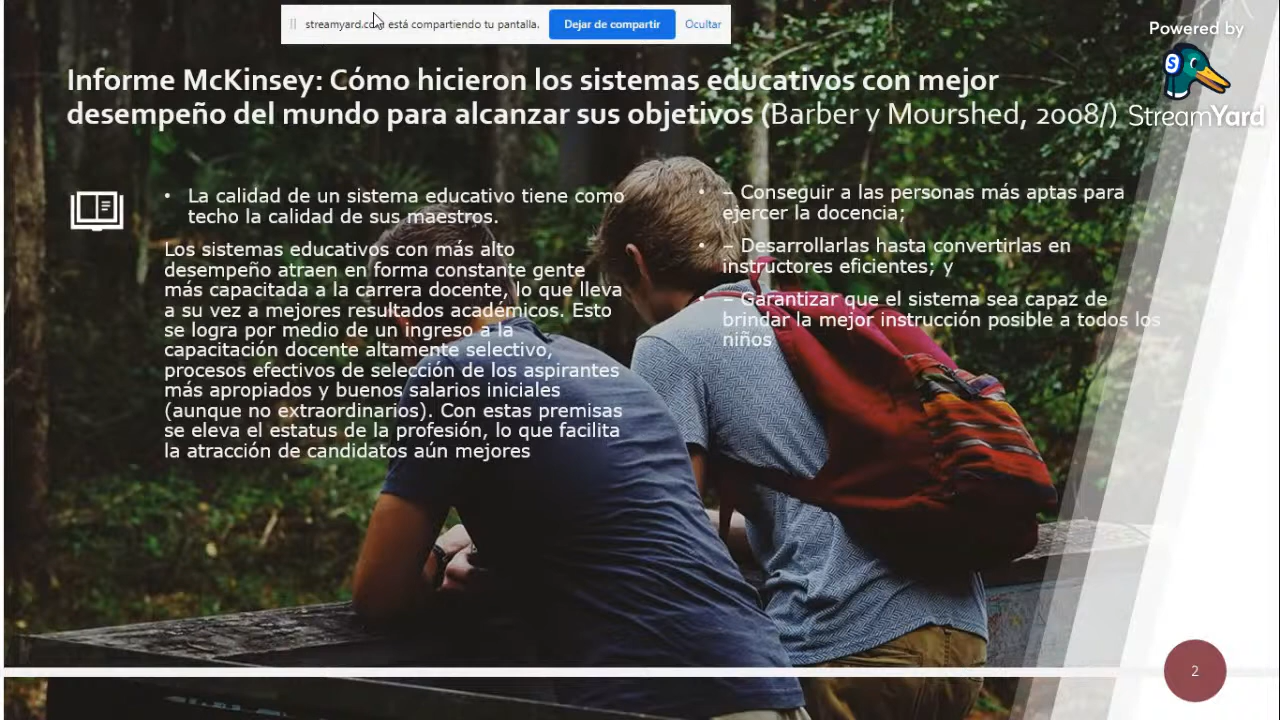 streamyard.com está compartiendo tu pantalla. Dejar de compartir Ocultar
Powered by
StreamYard
Informe McKinsey: Cómo hicieron los sistemas educativos con mejor
desempeño del mundo para alcanzar sus objetivos (Barber y Mourshed, 2008/)
• La calidad de un sistema educativo tiene como
techo la calidad de sus maestros.
Los sistemas educativos con más alto
desempeño atraen en forma constante gente
más capacitada a la carrera docente, lo que lleva
a su vez a mejores resultados académicos. Esto
se logra por medio de un ingreso a la
capacitación docente altamente selectivo,
procesos efectivos de selección de los aspirantes
más apropiados y buenos salarios iniciales
(aunque no extraordinarios). Con estas premisas
se eleva el estatus de la profesión, lo que facilita
la atracción de candidatos aún mejores
• – Conseguir a las personas más aptas para
ejercer la docencia;
• – Desarrollarlas hasta convertirlas en
instructores eficientes; y
• – Garantizar que el sistema sea capaz de
brindar la mejor instrucción posible a todos los
niños
2